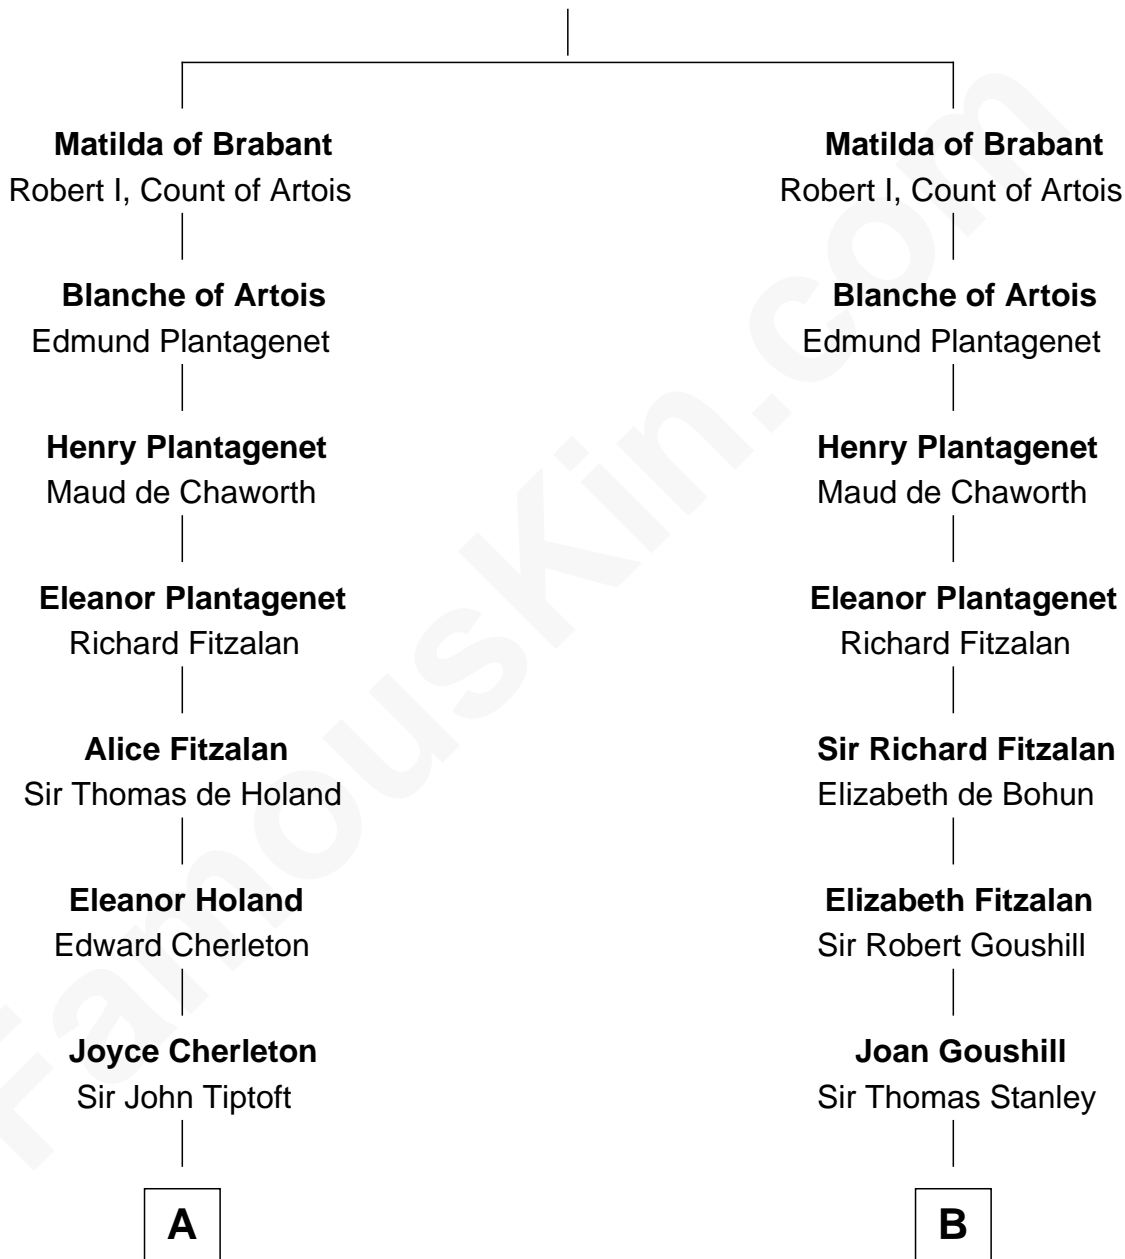 Matilda of Brabant
Robert I, Count of Artois
Blanche of Artois
Edmund Plantagenet
Henry Plantagenet
Maud de Chaworth
Eleanor Plantagenet
Richard Fitzalan
Alice Fitzalan
Sir Thomas de Holand
Eleanor Holand
Edward Cherleton
Joyce Cherleton
Sir John Tiptoft
A
Matilda of Brabant
Robert I, Count of Artois
Blanche of Artois
Edmund Plantagenet
Henry Plantagenet
Maud de Chaworth
Eleanor Plantagenet
Richard Fitzalan
Sir Richard Fitzalan
Elizabeth de Bohun
Elizabeth Fitzalan
Sir Robert Goushill
Joan Goushill
Sir Thomas Stanley
B
FamousKin.com